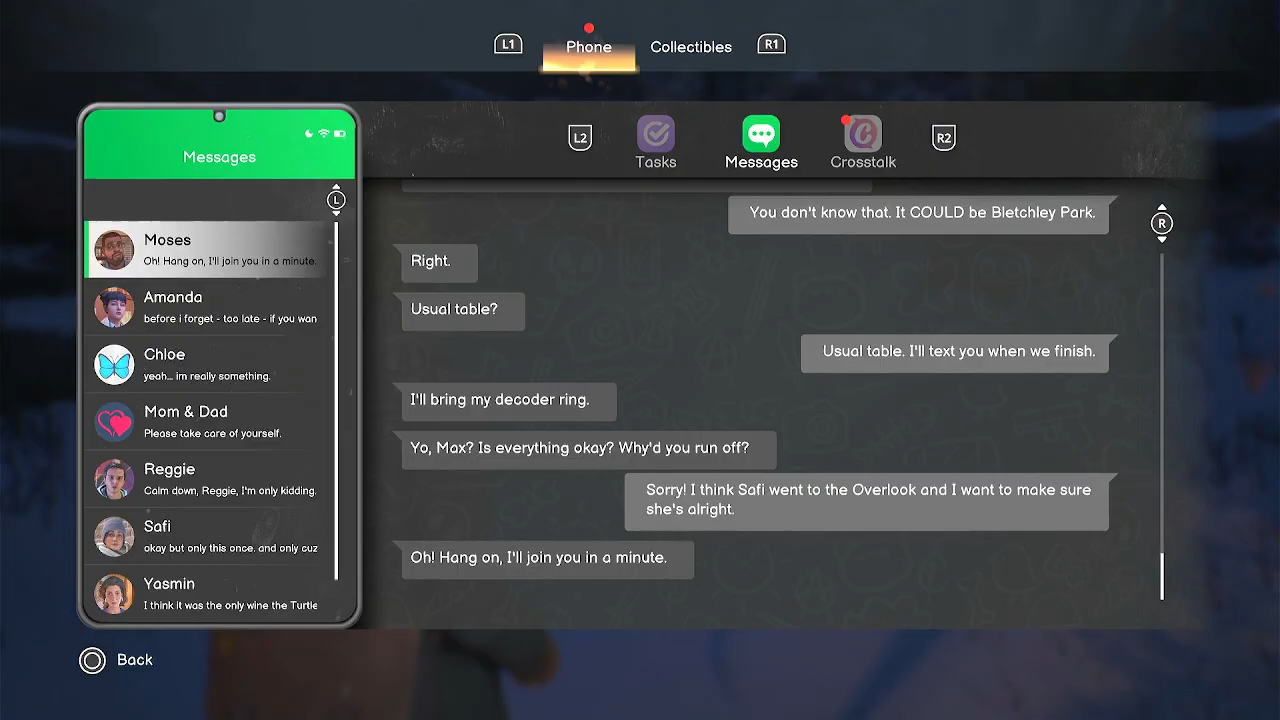 L1
Phone
Collectibles
R1
Messages
L
Moses
Oh! Hang on, I'll join you in a minute.
Amanda
before i forget - too late - if you wan
Chloe
yeah... im really something.
Mom & Dad
Please take care of yourself.
Reggie
Calm down, Reggie, I'm only kidding.
Safi
okay but only this once. and only cuz
Yasmin
I think it was the only wine the Turtle
L2
Tasks
Messages
Crosstalk
R2
R
You don't know that. It COULD be Bletchley Park.
Right.
Usual table?
Usual table. I'll text you when we finish.
I'll bring my decoder ring.
Yo, Max? Is everything okay? Why'd you run off?
Sorry! I think Safi went to the Overlook and I want to make sure
she's alright.
Oh! Hang on, I'll join you in a minute.
Back